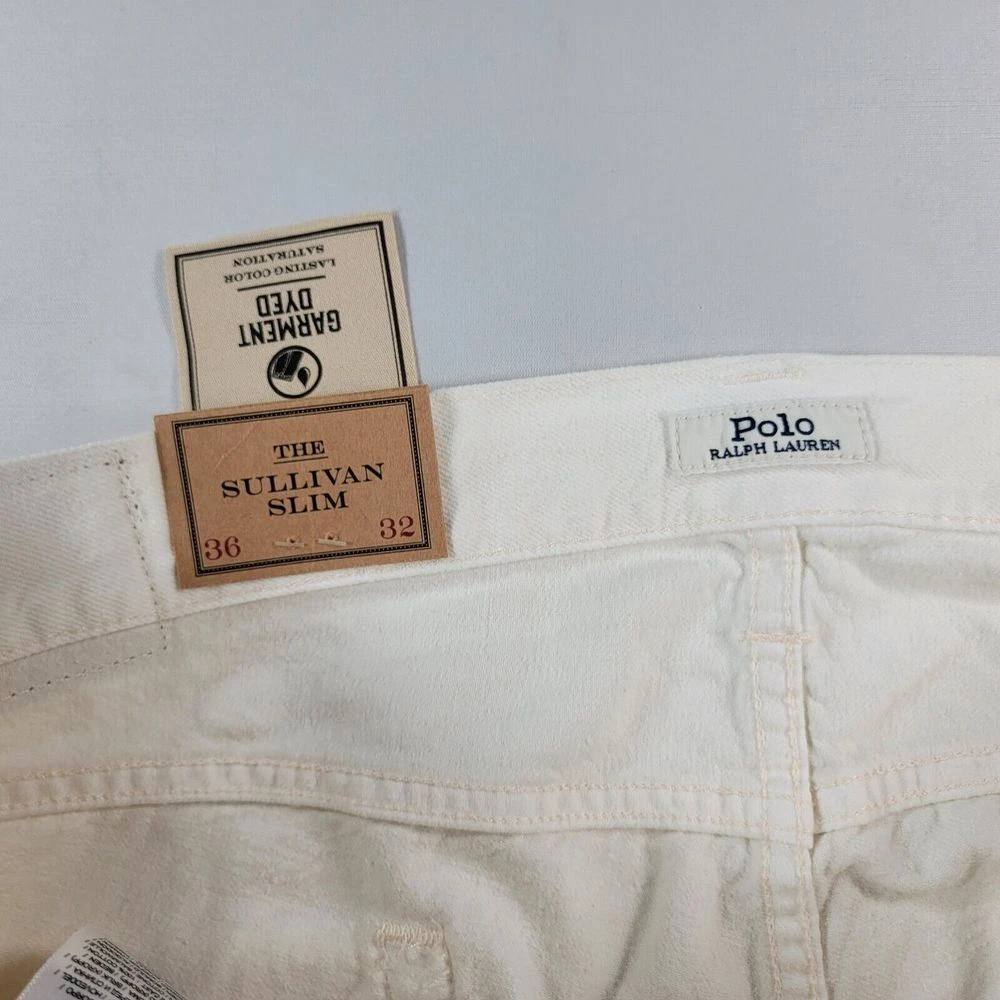 GARMENT
DYED
LASTING COLOR
SATURATION
THE
SULLIVAN
SLIM
36 32
Polo
RALPH LAUREN